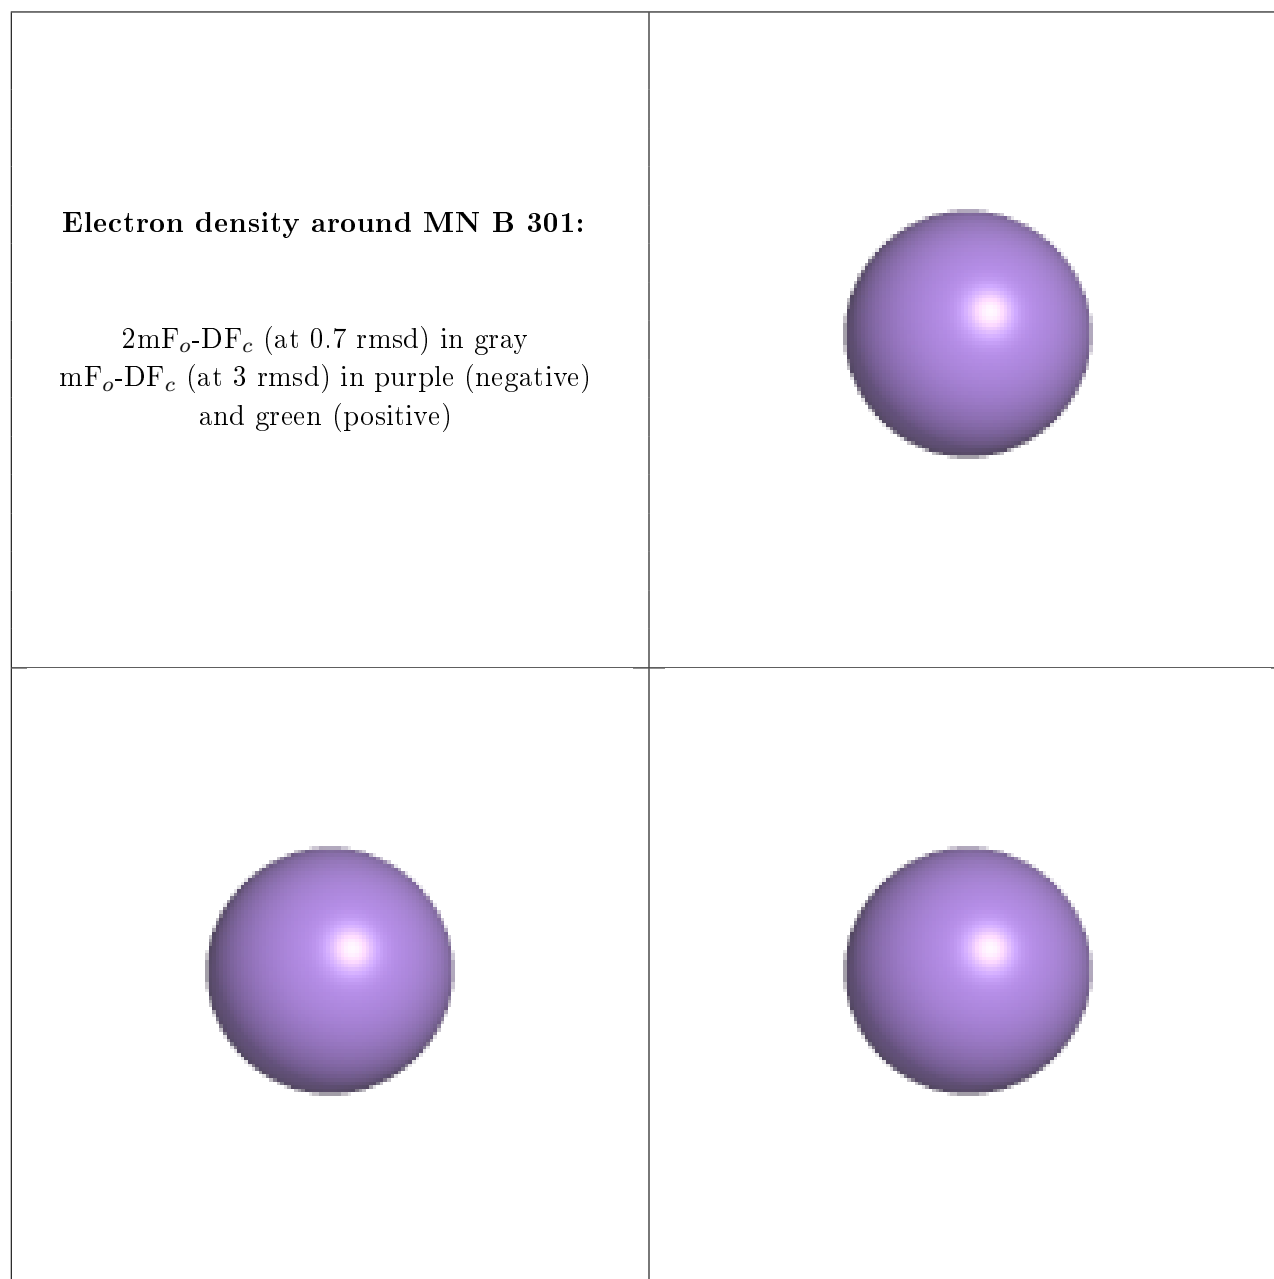 Electron density around MN B 301:
2mFo-DFc (at 0.7 rmsd) in gray
mFo-DFc (at 3 rmsd) in purple (negative)
and green (positive)